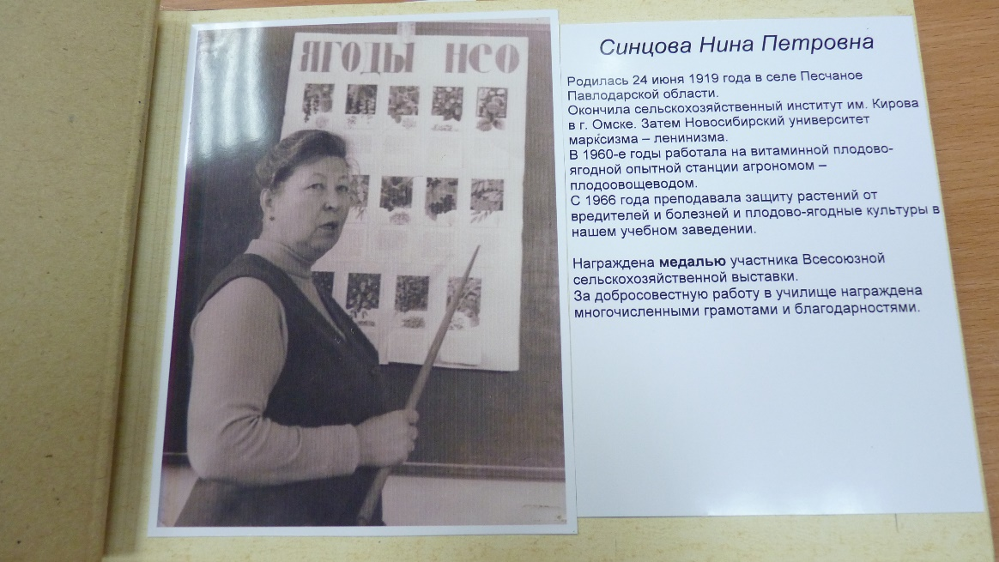 ЯГОДЫ НСО
Синцова Нина Петровна
Родилась 24 июня 1919 года в селе Песчаное
Павлодарской области.
Окончила сельскохозяйственный институт им. Кирова
в г. Омске. Затем Новосибирский университет
марксизма – ленинизма.
В 1960-е годы работала на витаминной плодово-
ягодной опытной станции агрономом –
плодоовощеводом.
С 1966 года преподавала защиту растений от
вредителей и болезней и плодово-ягодные культуры в
нашем учебном заведении.
Награждена медалью участника Всесоюзной
сельскохозяйственной выставки.
За добросовестную работу в училище награждена
многочисленными грамотами и благодарностями.